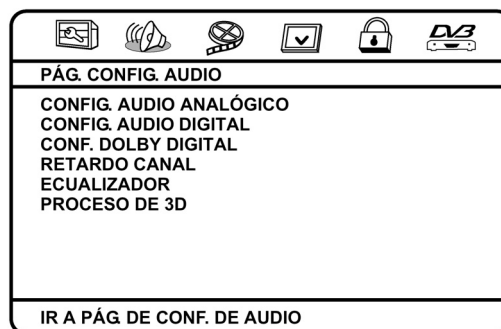 DVB
PÁG. CONFIG. AUDIO
CONFIG. AUDIO ANALÓGICO
CONFIG. AUDIO DIGITAL
CONF. DOLBY DIGITAL
RETARDO CANAL
ECUALIZADOR
PROCESO DE 3D
IR A PÁG. DE CONF. DE AUDIO